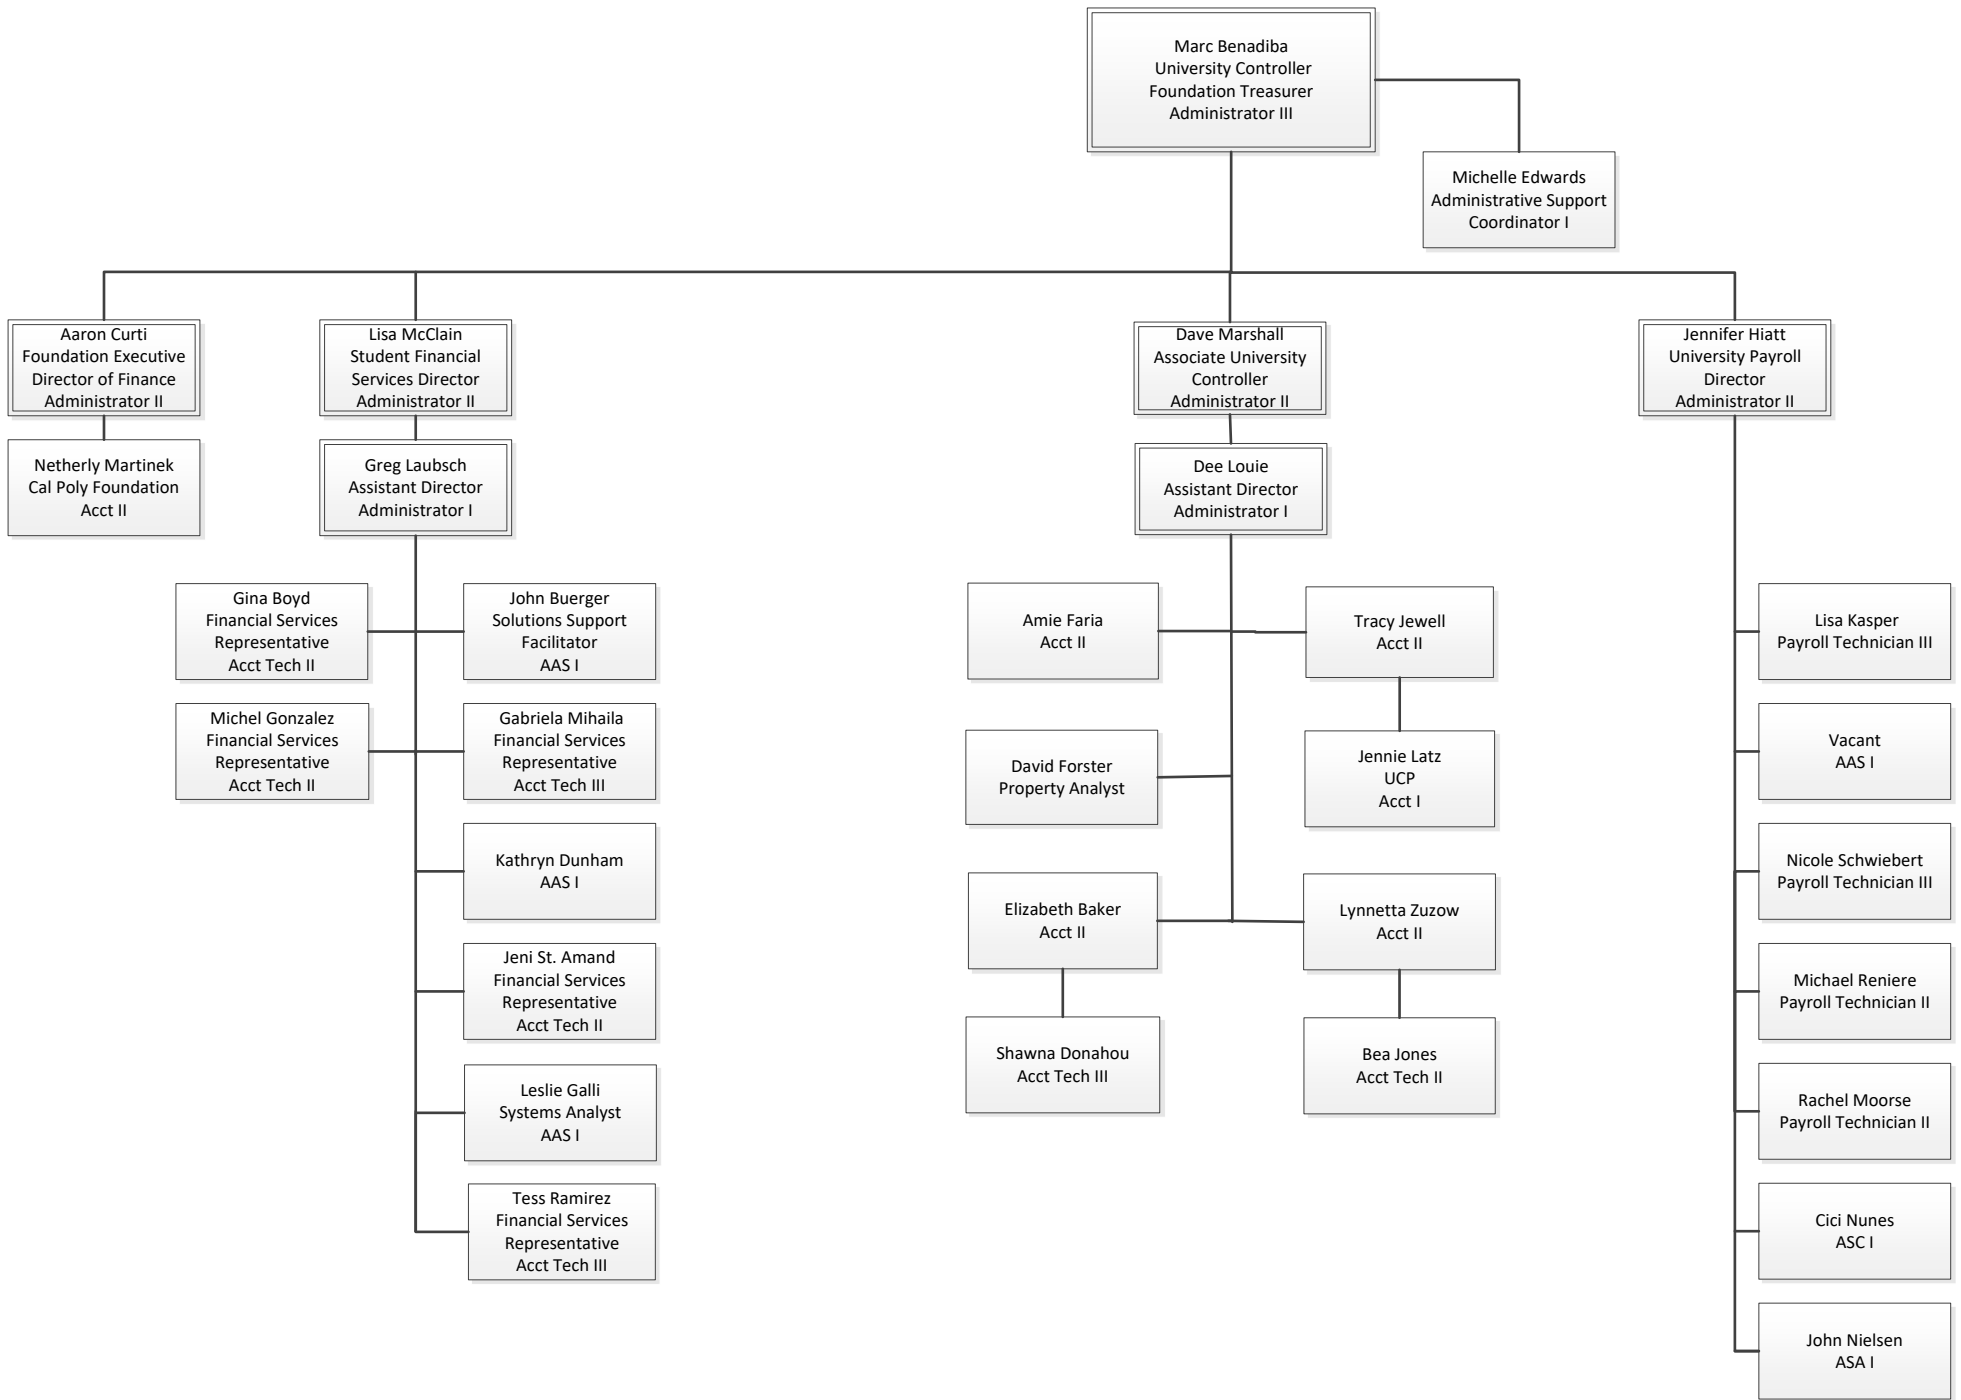 Marc Benadiba
University Controller
Foundation Treasurer
Administrator III
Michelle Edwards
Administrative Support
Coordinator I
Aaron Curti
Foundation Executive
Director of Finance
Administrator II
Lisa McClain
Student Financial
Services Director
Administrator II
Dave Marshall
Associate University
Controller
Administrator II
Jennifer Hiatt
University Payroll
Director
Administrator II
Netherly Martinek
Cal Poly Foundation
Acct II
Greg Laubsch
Assistant Director
Administrator I
Dee Louie
Assistant Director
Administrator I
Gina Boyd
Financial Services
Representative
Acct Tech II
John Buerger
Solutions Support
Facilitator
AAS I
Michel Gonzalez
Financial Services
Representative
Acct Tech II
Gabriela Mihaila
Financial Services
Representative
Acct Tech III
Kathryn Dunham
AAS I
Jeni St. Amand
Financial Services
Representative
Acct Tech II
Leslie Galli
Systems Analyst
AAS I
Tess Ramirez
Financial Services
Representative
Acct Tech III
Amie Faria
Acct II
Tracy Jewell
Acct II
David Forster
Property Analyst
Jennie Latz
UCP
Acct I
Elizabeth Baker
Acct II
Lynnetta Zuzow
Acct II
Shawna Donahou
Acct Tech III
Bea Jones
Acct Tech II
Lisa Kasper
Payroll Technician III
Vacant
AAS I
Nicole Schwiebert
Payroll Technician III
Michael Reniere
Payroll Technician II
Rachel Moorse
Payroll Technician II
Cici Nunes
ASC I
John Nielsen
ASA I